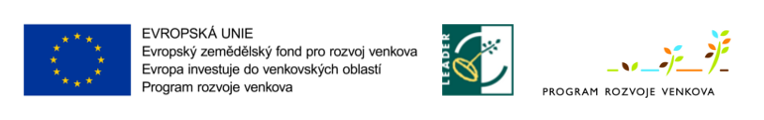 EVROPSKÁ UNIE
Evropský zemědělský fond pro rozvoj venkova
Evropa investuje do venkovských oblastí
Program rozvoje venkova
LEADER
PROGRAM ROZVOJE VENKOVA